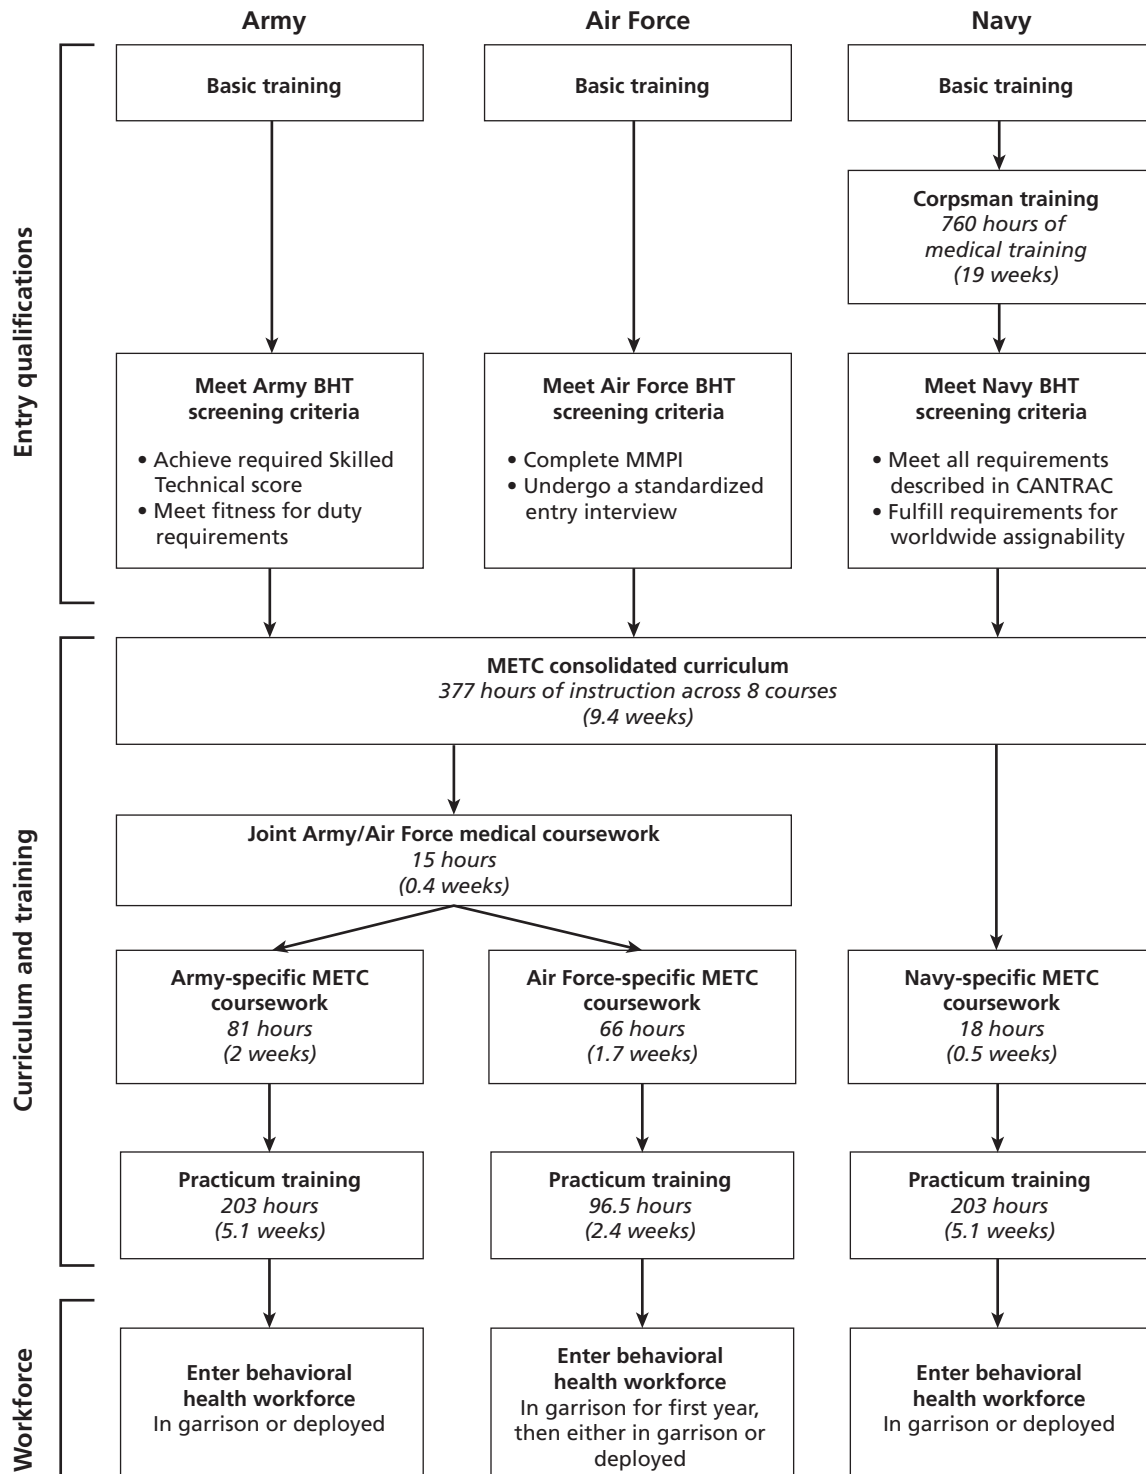 Army
Air Force
Navy
Entry qualifications
Basic training
Basic training
Basic training
Corpsman training
760 hours of
medical training
(19 weeks)
Meet Army BHT
screening criteria
• Achieve required Skilled
Technical score
• Meet fitness for duty
requirements
Meet Air Force BHT
screening criteria
• Complete MMPI
• Undergo a standardized
entry interview
Meet Navy BHT
screening criteria
• Meet all requirements
described in CANTRAC
• Fulfill requirements for
worldwide assignability
Curriculum and training
METC consolidated curriculum
377 hours of instruction across 8 courses
(9.4 weeks)
Joint Army/Air Force medical coursework
15 hours
(0.4 weeks)
Army-specific METC
coursework
81 hours
(2 weeks)
Air Force-specific METC
coursework
66 hours
(1.7 weeks)
Navy-specific METC
coursework
18 hours
(0.5 weeks)
Practicum training
203 hours
(5.1 weeks)
Practicum training
96.5 hours
(2.4 weeks)
Practicum training
203 hours
(5.1 weeks)
Workforce
Enter behavioral
health workforce
In garrison or deployed
Enter behavioral
health workforce
In garrison for first year,
then either in garrison or
deployed
Enter behavioral
health workforce
In garrison or deployed